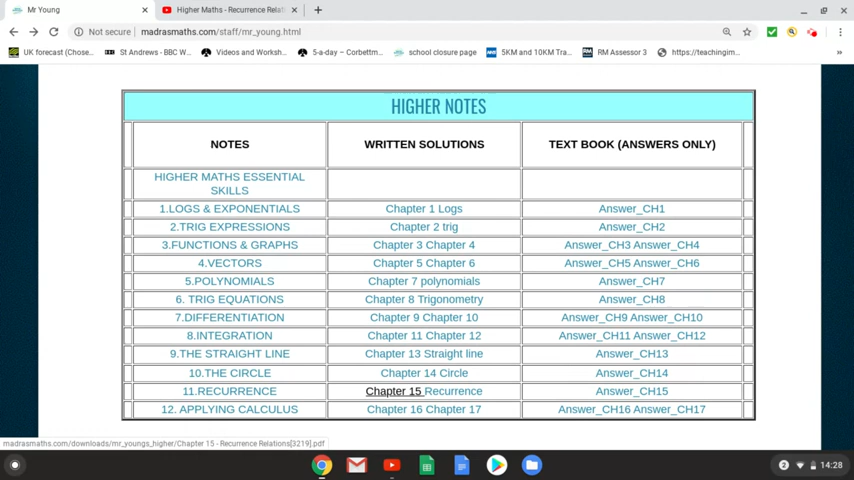 Mr Young
Higher Maths - Recurrence Relati
Not secure madrasmaths.com/staff/mr_young.html
UK forecast (Chose... St Andrews - BBC W... Videos and Worksh... 5-a-day – Corbettm... school closure page 5KM and 10KM Tra... RM RM Assessor 3 https://teachingim... »
HIGHER NOTES
NOTES WRITTEN SOLUTIONS TEXT BOOK (ANSWERS ONLY)
HIGHER MATHS ESSENTIAL
SKILLS
1.LOGS & EXPONENTIALS Chapter 1 Logs Answer_CH1
2.TRIG EXPRESSIONS Chapter 2 trig Answer_CH2
3.FUNCTIONS & GRAPHS Chapter 3 Chapter 4 Answer_CH3 Answer_CH4
4.VECTORS Chapter 5 Chapter 6 Answer_CH5 Answer_CH6
5.POLYNOMIALS Chapter 7 polynomials Answer_CH7
6. TRIG EQUATIONS Chapter 8 Trigonometry Answer_CH8
7.DIFFERENTIATION Chapter 9 Chapter 10 Answer_CH9 Answer_CH10
8.INTEGRATION Chapter 11 Chapter 12 Answer_CH11 Answer_CH12
9.THE STRAIGHT LINE Chapter 13 Straight line Answer_CH13
10.THE CIRCLE Chapter 14 Circle Answer_CH14
11.RECURRENCE Chapter 15 Recurrence Answer_CH15
12. APPLYING CALCULUS Chapter 16 Chapter 17 Answer_CH16 Answer_CH17
madrasmaths.com/downloads/mr_youngs_higher/Chapter 15 - Recurrence Relations[3219].pdf
2 14:28